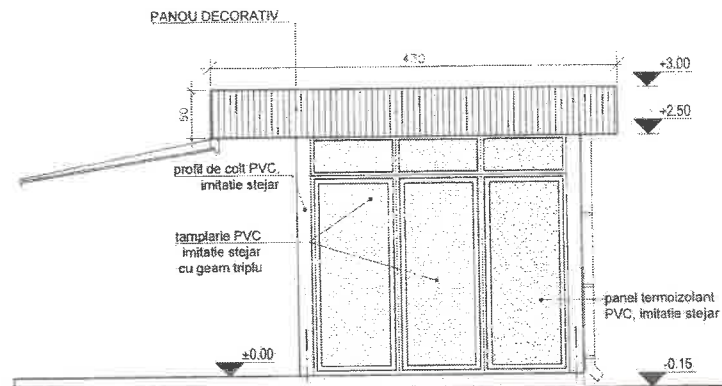 PANOU DECORATIV
430
+3.00
50
+2.50
profil de colt PVC,
imitatie stejar
tamplarie PVC
imitatie stejar
cu geam triplu
panel termoizolant
PVC, imitatie stejar
±0.00
-0.15